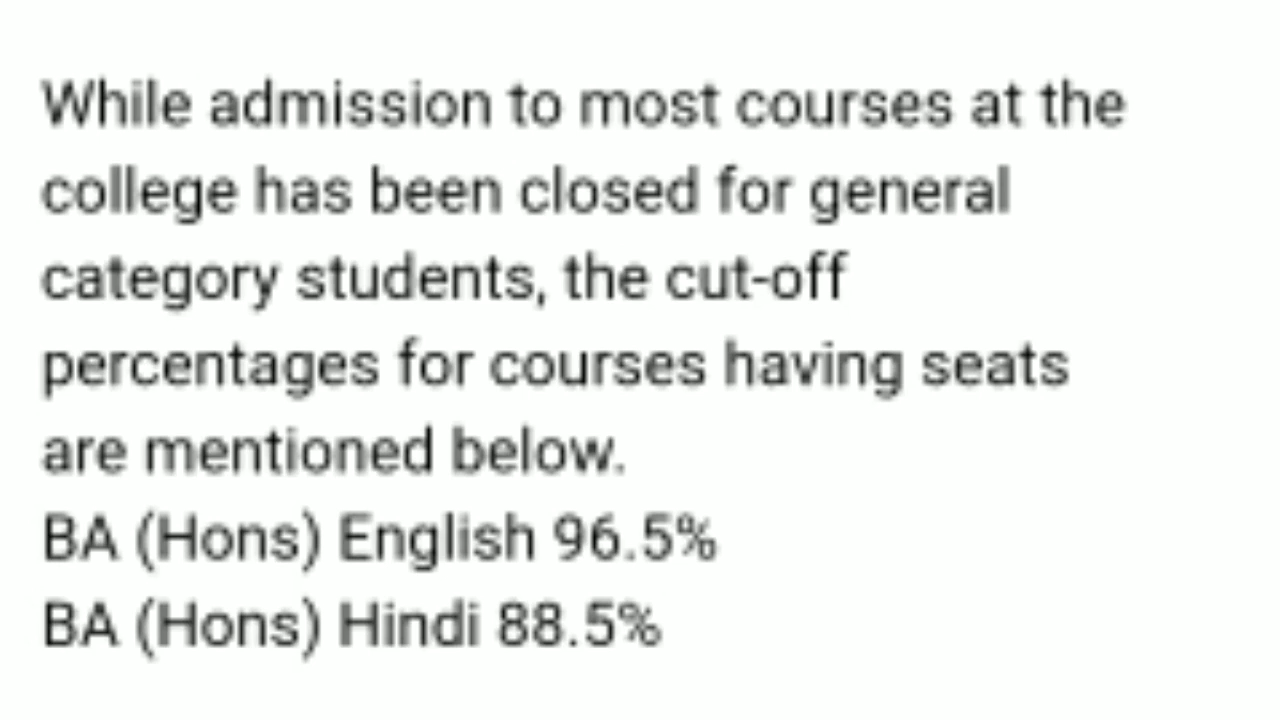 While admission to most courses at the
college has been closed for general
category students, the cut-off
percentages for courses having seats
are mentioned below.
BA (Hons) English 96.5%
BA (Hons) Hindi 88.5%